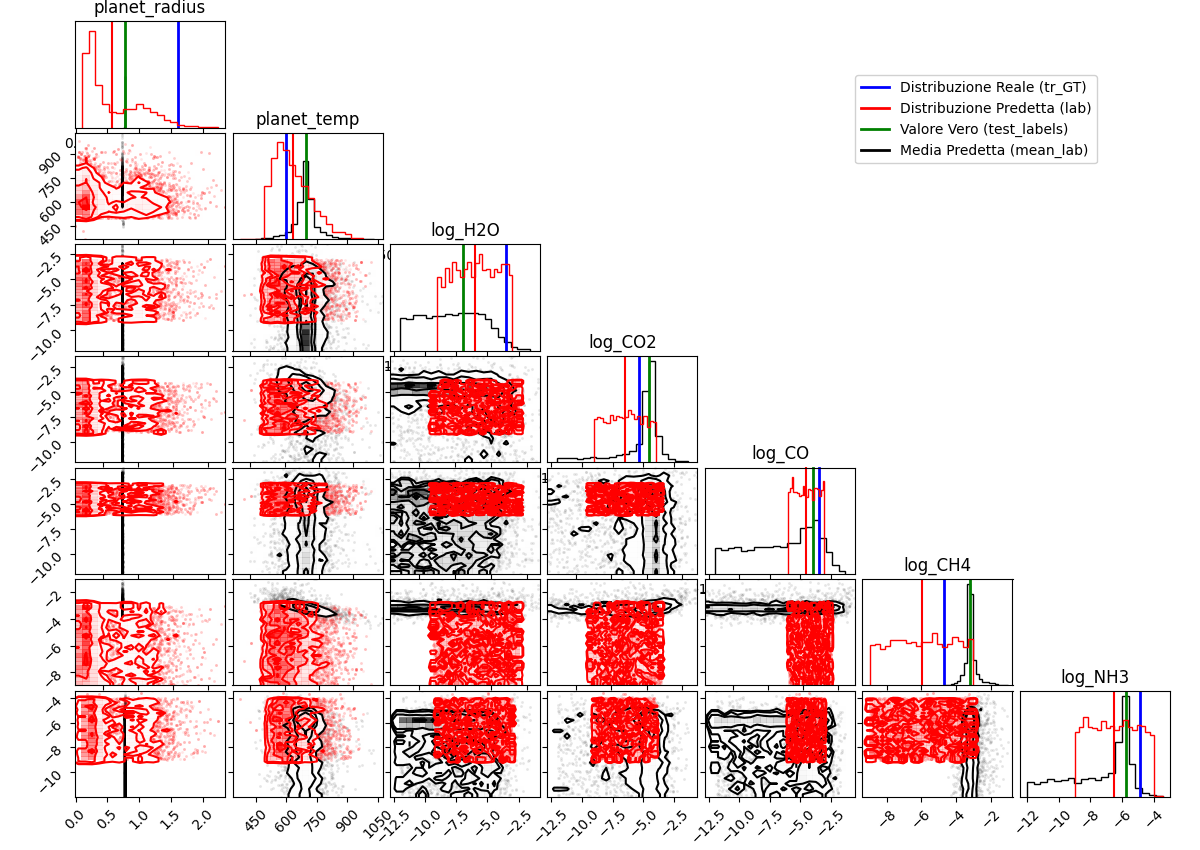 planet_radius
planet_temp
Distribuzione Reale (tr_GT)
Distribuzione Predetta (lab)
Valore Vero (test_labels)
Media Predetta (mean_lab)
900
750
600
450
log_H2O
−2.5
−5.0
−7.5
−10.0
log_CO2
−2.5
−5.0
−7.5
−10.0
log_CO
−2.5
−5.0
−7.5
−10.0
log_CH4
−2
−4
−6
−8
log_NH3
−4
−6
−8
−10
0.0 0.5 1.0 1.5 2.0 450 600 750 900 1050 −12.5 −10.0 −7.5 −5.0 −2.5 −12.5 −10.0 −7.5 −5.0 −2.5 −12.5 −10.0 −7.5 −5.0 −2.5 −8 −6 −4 −2 −12 −10 −8 −6 −4